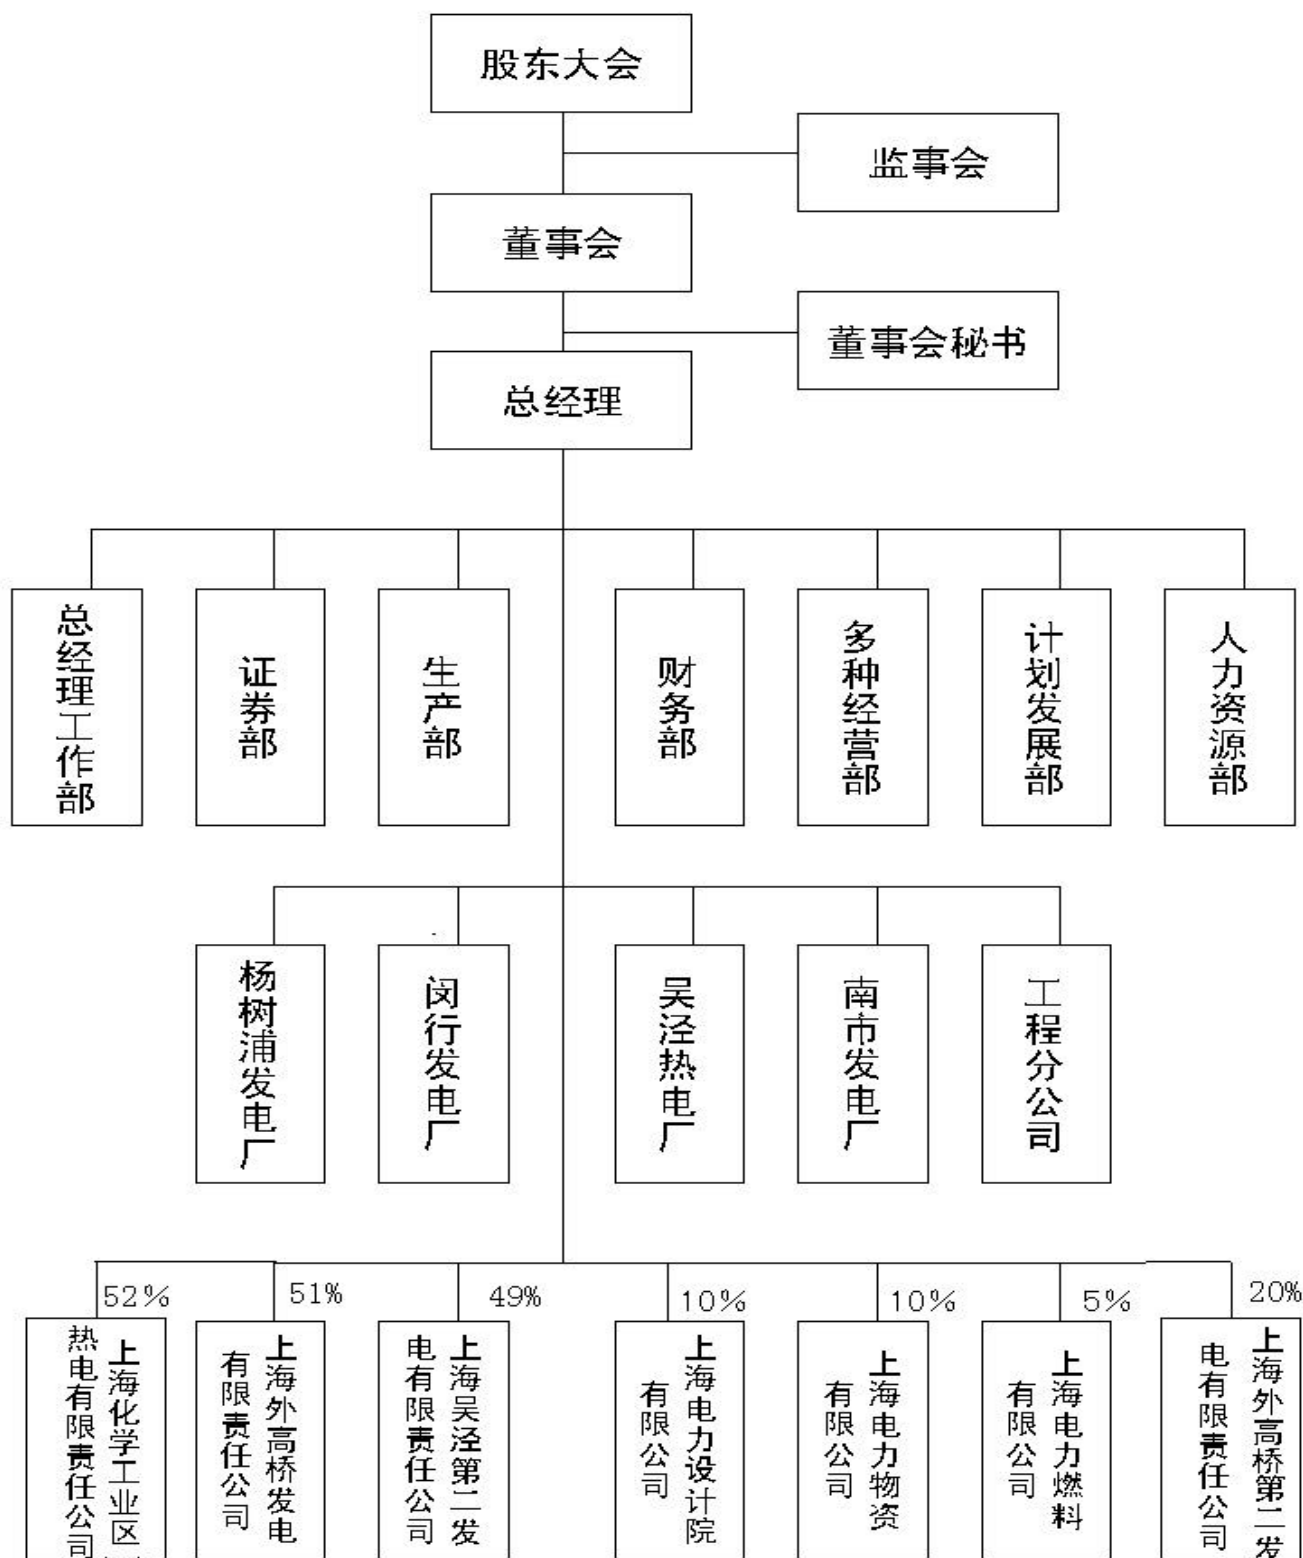 股东大会
监事会
董事会
董事会秘书
总经理
总经理工作部
证券部
生产部
财务部
多种经营部
计划发展部
人力资源部
杨树浦发电厂
闵行发电厂
吴泾热电厂
南市发电厂
工程分公司
52%
51%
49%
10%
10%
5%
20%
上海化学工业区
热电有限责任公司
上海外高桥发电
有限责任公司
上海吴泾第二发
电有限责任公司
上海电力设计院
有限公司
上海电力物资
有限公司
上海电力燃料
有限公司
上海外高桥第二发
电有限责任公司